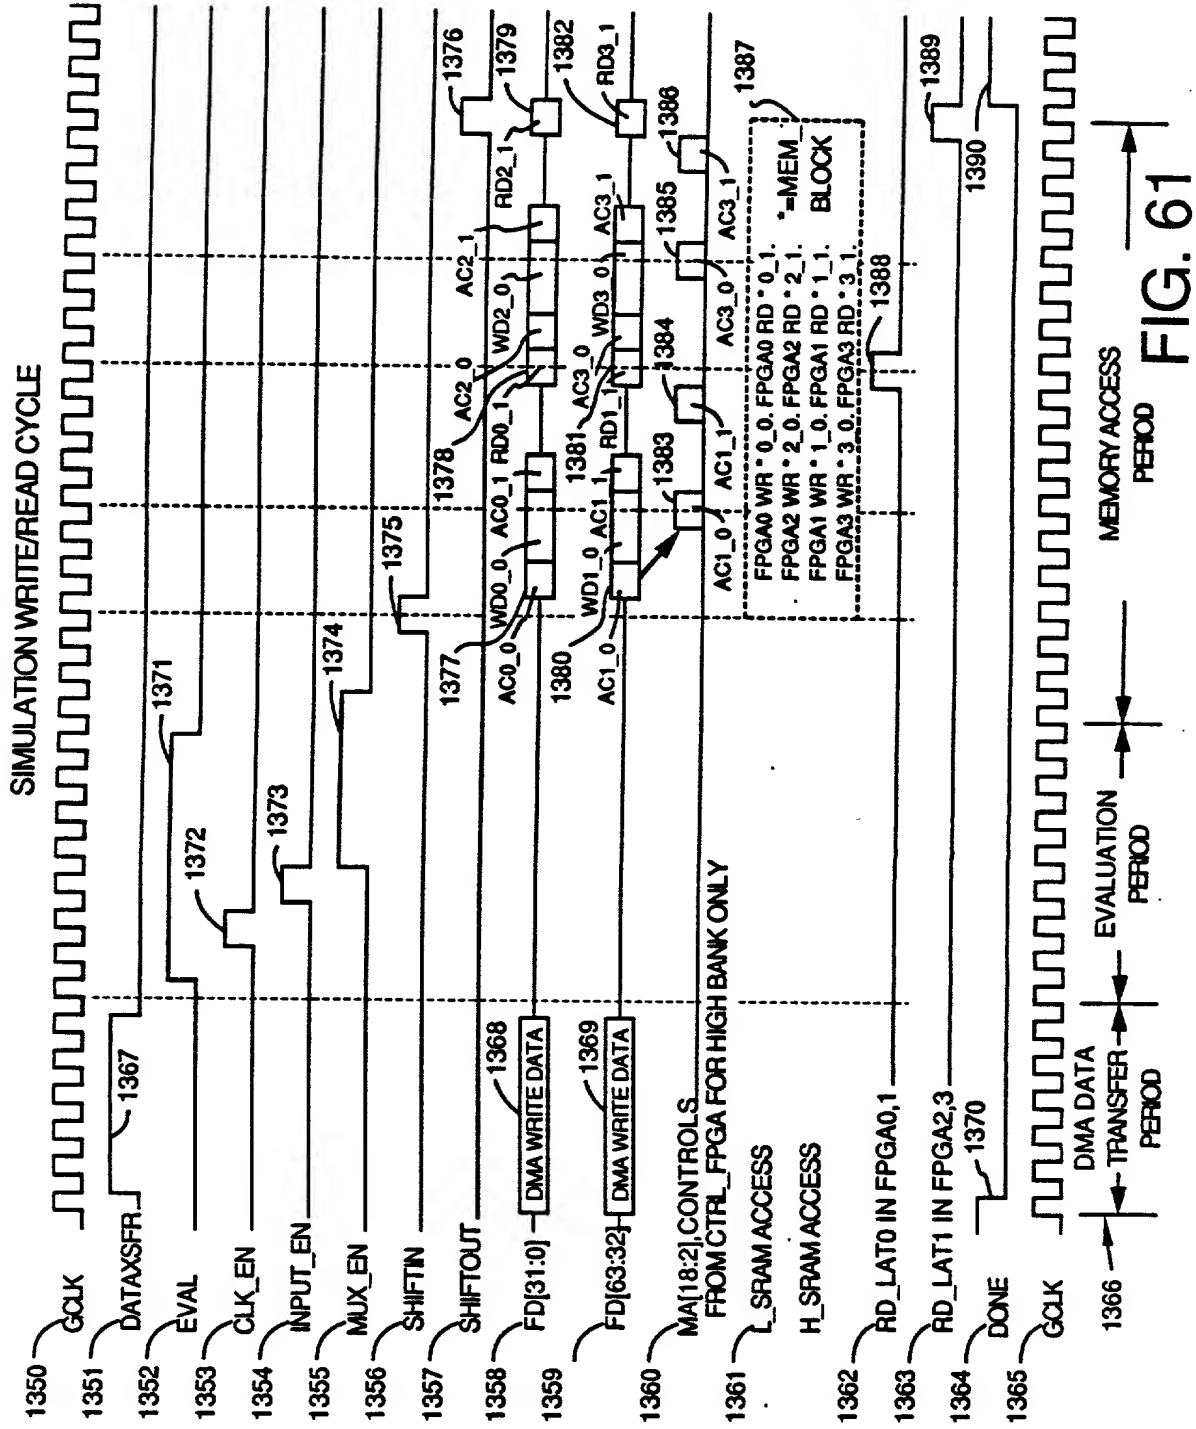 SIMULATION WRITE/READ CYCLE
1350 GCLK
1351 DATAXSFR
1352 EVAL
1353 CLK_EN
1354 INPUT_EN
1355 MUX_EN
1356 SHIFTIN
1357 SHIFTOUT
1358 FD[31:0]
1359 FD[63:32]
1360 MA[18:2],CONTROLS
FROM CTRL_FPGA FOR HIGH BANK ONLY
1361 L_SRAM ACCESS
H_SRAM ACCESS
1362 RD_LAT0 IN FPGA0,1
1363 RD_LAT1 IN FPGA2,3
1364 DONE
1365 GCLK
1366
1367
1371
1372
1373
1374
1375
1376
1368
DMA WRITE DATA
1377
AC0_0
WD0_0
AC0_1
1378
RD0_1
AC2_0
WD2_0
AC2_1
RD2_1
1379
1369
DMA WRITE DATA
1380
AC1_0
WD1_0
AC1_1
1381
RD1_1
AC3_0
WD3_0
AC3_1
1382
RD3_1
1383
AC1_0
1384
AC1_1
1385
AC3_0
1386
AC3_1
1387
FPGA0 WR * 0_0. FPGA0 RD * 0_1.
FPGA2 WR * 2_0. FPGA2 RD * 2_1.
FPGA1 WR * 1_0. FPGA1 RD * 1_1.
FPGA3 WR * 3 0. FPGA3 RD * 3 1.
*=MEM_
BLOCK
1388
1389
1370
1390
DMA DATA
TRANSFER
PERIOD
EVALUATION
PERIOD
MEMORY ACCESS
PERIOD
FIG. 61